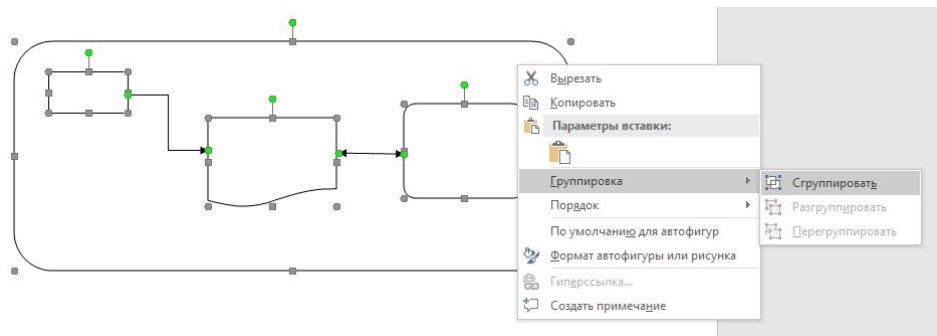 Вырезать
Копировать
Параметры вставки:
Группировка
Сгруппировать
Порядок
Разгруппировать
Перегруппировать
По умолчанию для автофигур
Формат автофигуры или рисунка
Гиперссылка...
Создать примечание